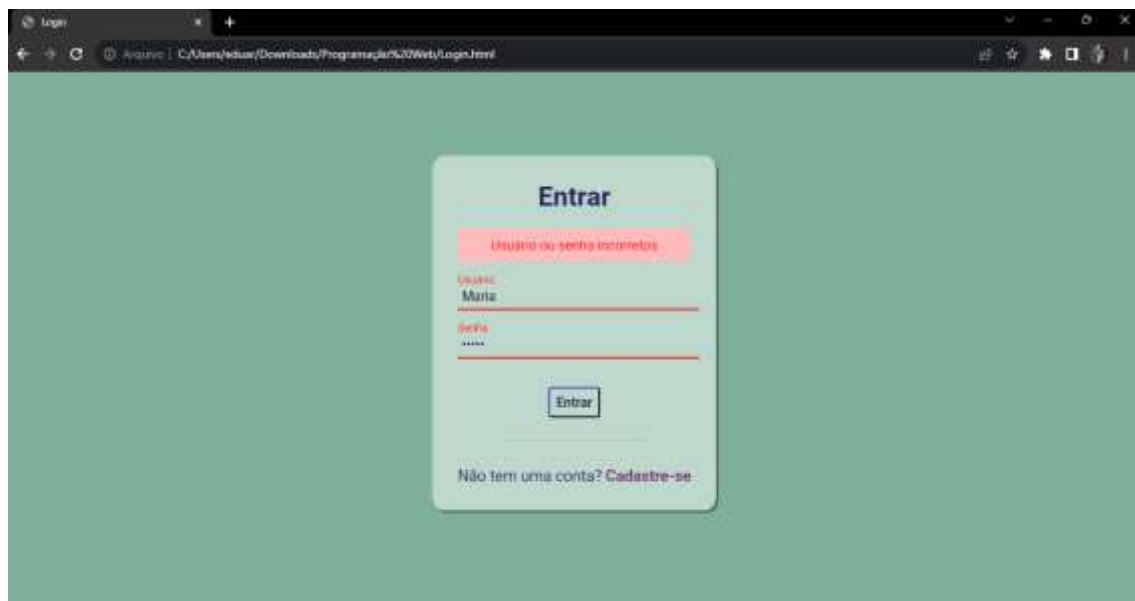 Login
Arquivo | C:/Users/eduar/Downloads/Programação%20Web/Login.html
Entrar
Usuário ou senha incorretos
Usuário
Maria
Senha
•••••
Entrar
Não tem uma conta? Cadastre-se